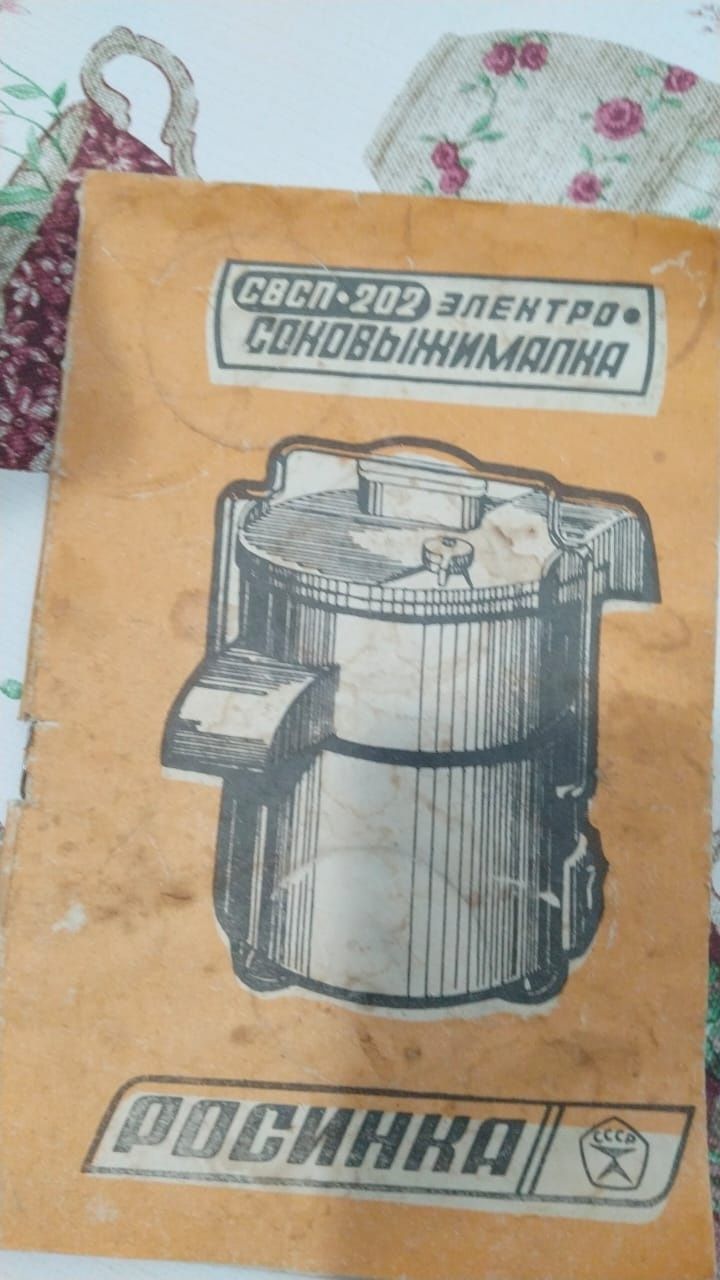 СВСП•202 ЭЛЕКТРО•
СОКОВЫЖИМАЛКА
РОСИНКА
СССР